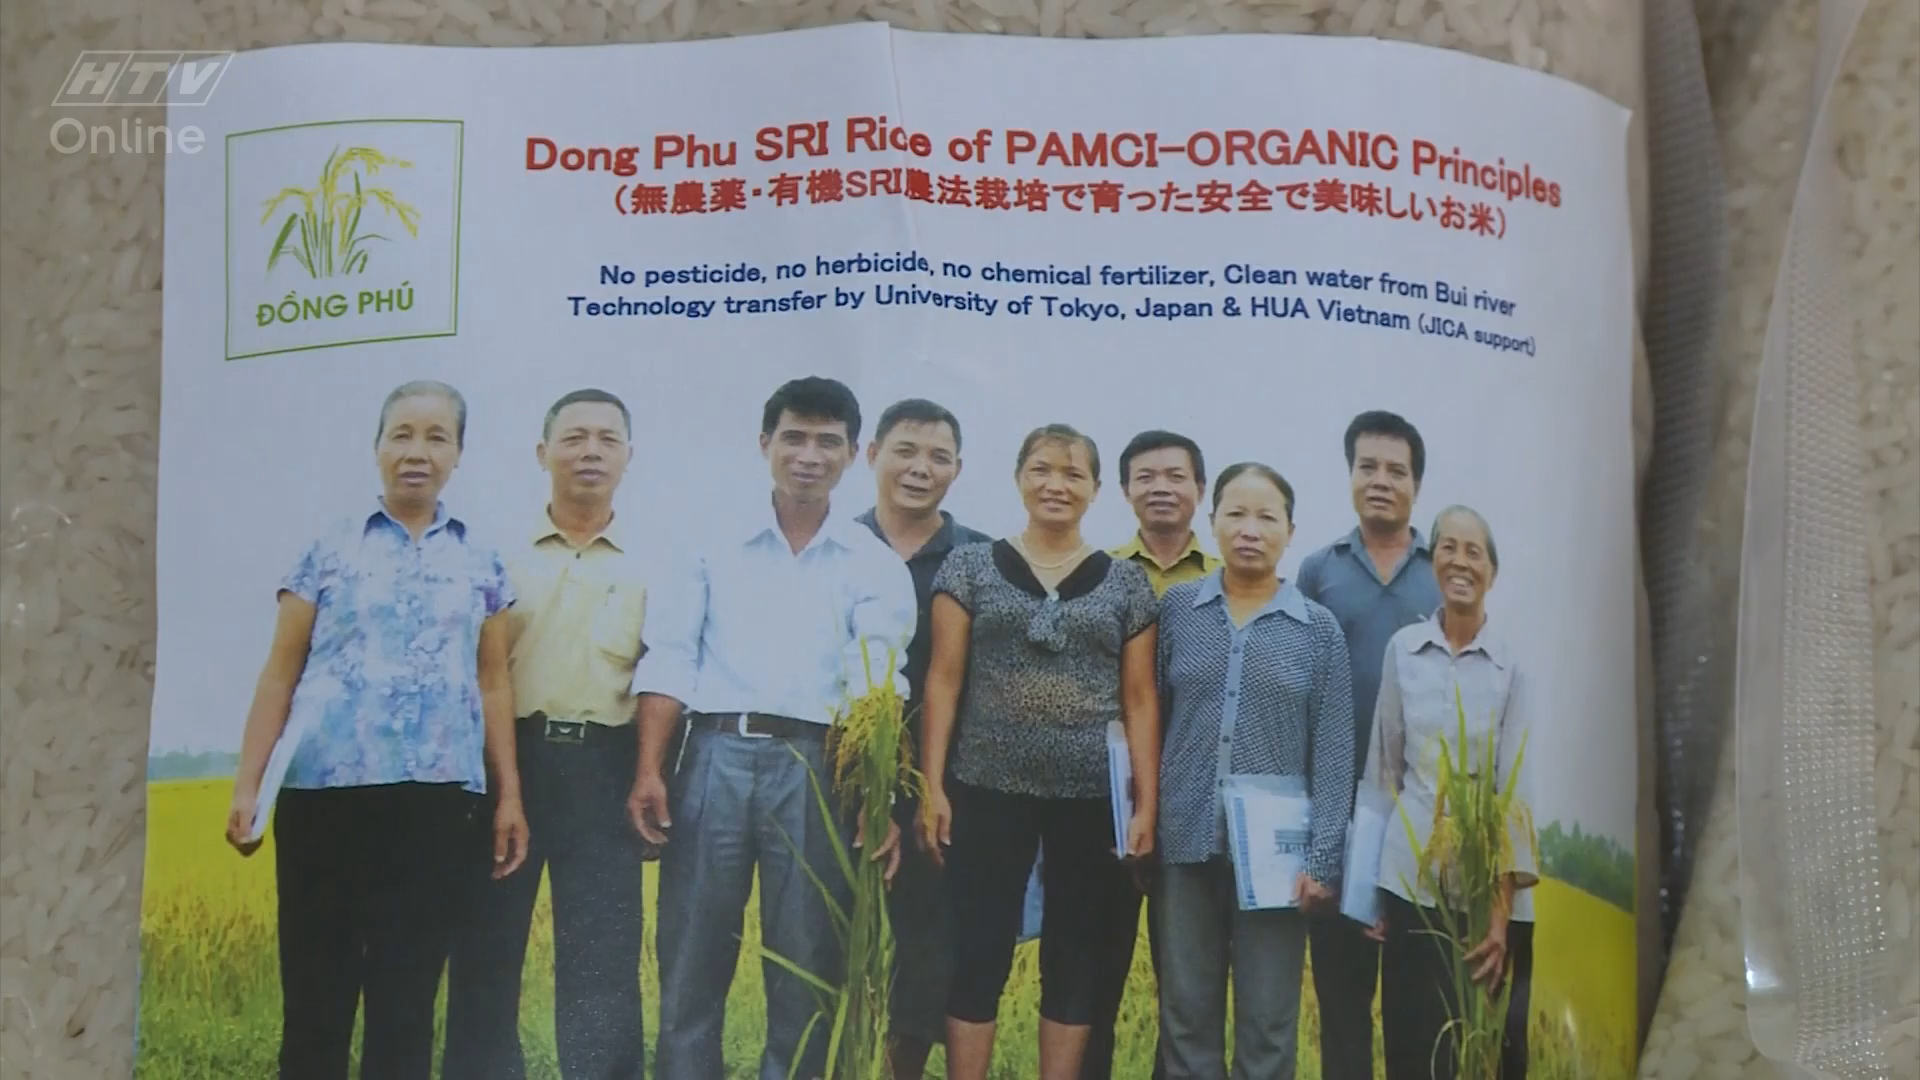 HTV
Online
ĐỒNG PHÚ
Dong Phu SRI Rice of PAMCI-ORGANIC Principles
（無農薬・有機SRI農法栽培で育った安全で美味しいお米）
No pesticide, no herbicide, no chemical fertilizer, Clean water from Bui river
Technology transfer by University of Tokyo, Japan & HUA Vietnam (JICA support)